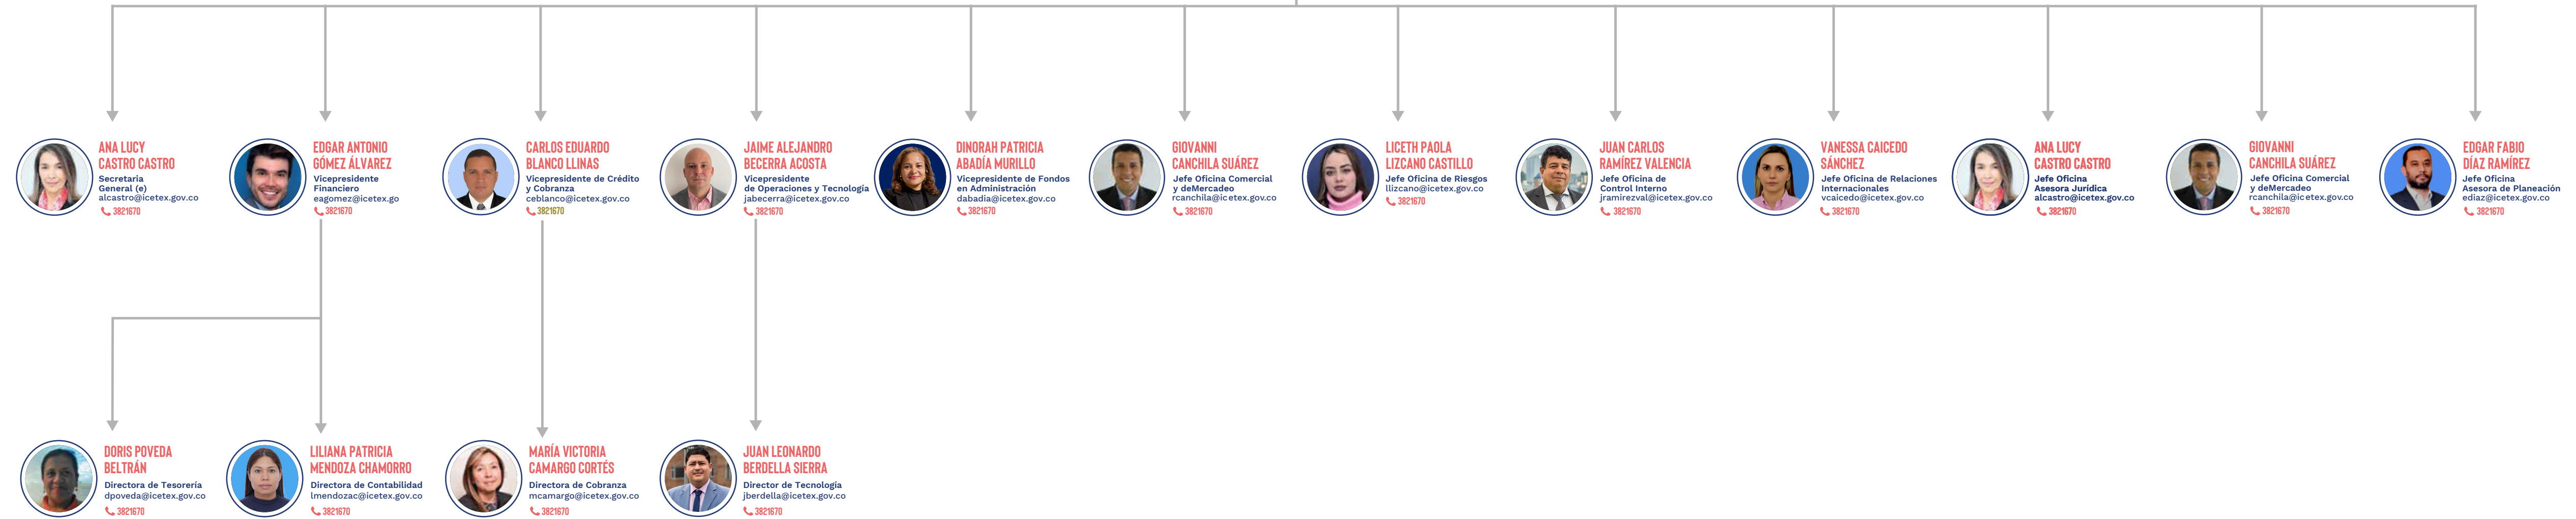 ANA LUCY
CASTRO CASTRO
Secretaria
General (e)
alcastro@icetex.gov.co
3821670
EDGAR ANTONIO
GÓMEZ ÁLVAREZ
Vicepresidente
Financiero
eagomez@icetex.go
3821670
CARLOS EDUARDO
BLANCO LLINAS
Vicepresidente de Crédito
y Cobranza
ceblanco@icetex.gov.co
3821670
JAIME ALEJANDRO
BECERRA ACOSTA
Vicepresidente
de Operaciones y Tecnología
jabecerra@icetex.gov.co
3821670
DINORAH PATRICIA
ABADÍA MURILLO
Vicepresidente de Fondos
en Administración
dabadia@icetex.gov.co
3821670
GIOVANNI
CANCHILA SUÁREZ
Jefe Oficina Comercial
y deMercadeo
rcanchila@icetex.gov.co
3821670
LICETH PAOLA
LIZCANO CASTILLO
Jefe Oficina de Riesgos
llizcano@icetex.gov.co
3821670
JUAN CARLOS
RAMÍREZ VALENCIA
Jefe Oficina de
Control Interno
jramirezval@icetex.gov.co
3821670
VANESSA CAICEDO
SÁNCHEZ
Jefe Oficina de Relaciones
Internacionales
vcaicedo@icetex.gov.co
3821670
ANA LUCY
CASTRO CASTRO
Jefe Oficina
Asesora Jurídica
alcastro@icetex.gov.co
3821670
GIOVANNI
CANCHILA SUÁREZ
Jefe Oficina Comercial
y deMercadeo
rcanchila@icetex.gov.co
3821670
EDGAR FABIO
DÍAZ RAMÍREZ
Jefe Oficina
Asesora de Planeación
ediaz@icetex.gov.co
3821670
DORIS POVEDA
BELTRÁN
Directora de Tesorería
dpoveda@icetex.gov.co
3821670
LILIANA PATRICIA
MENDOZA CHAMORRO
Directora de Contabilidad
lmendozac@icetex.gov.co
3821670
MARÍA VICTORIA
CAMARGO CORTÉS
Directora de Cobranza
mcamargo@icetex.gov.co
3821670
JUAN LEONARDO
BERDELLA SIERRA
Director de Tecnología
jberdella@icetex.gov.co
3821670